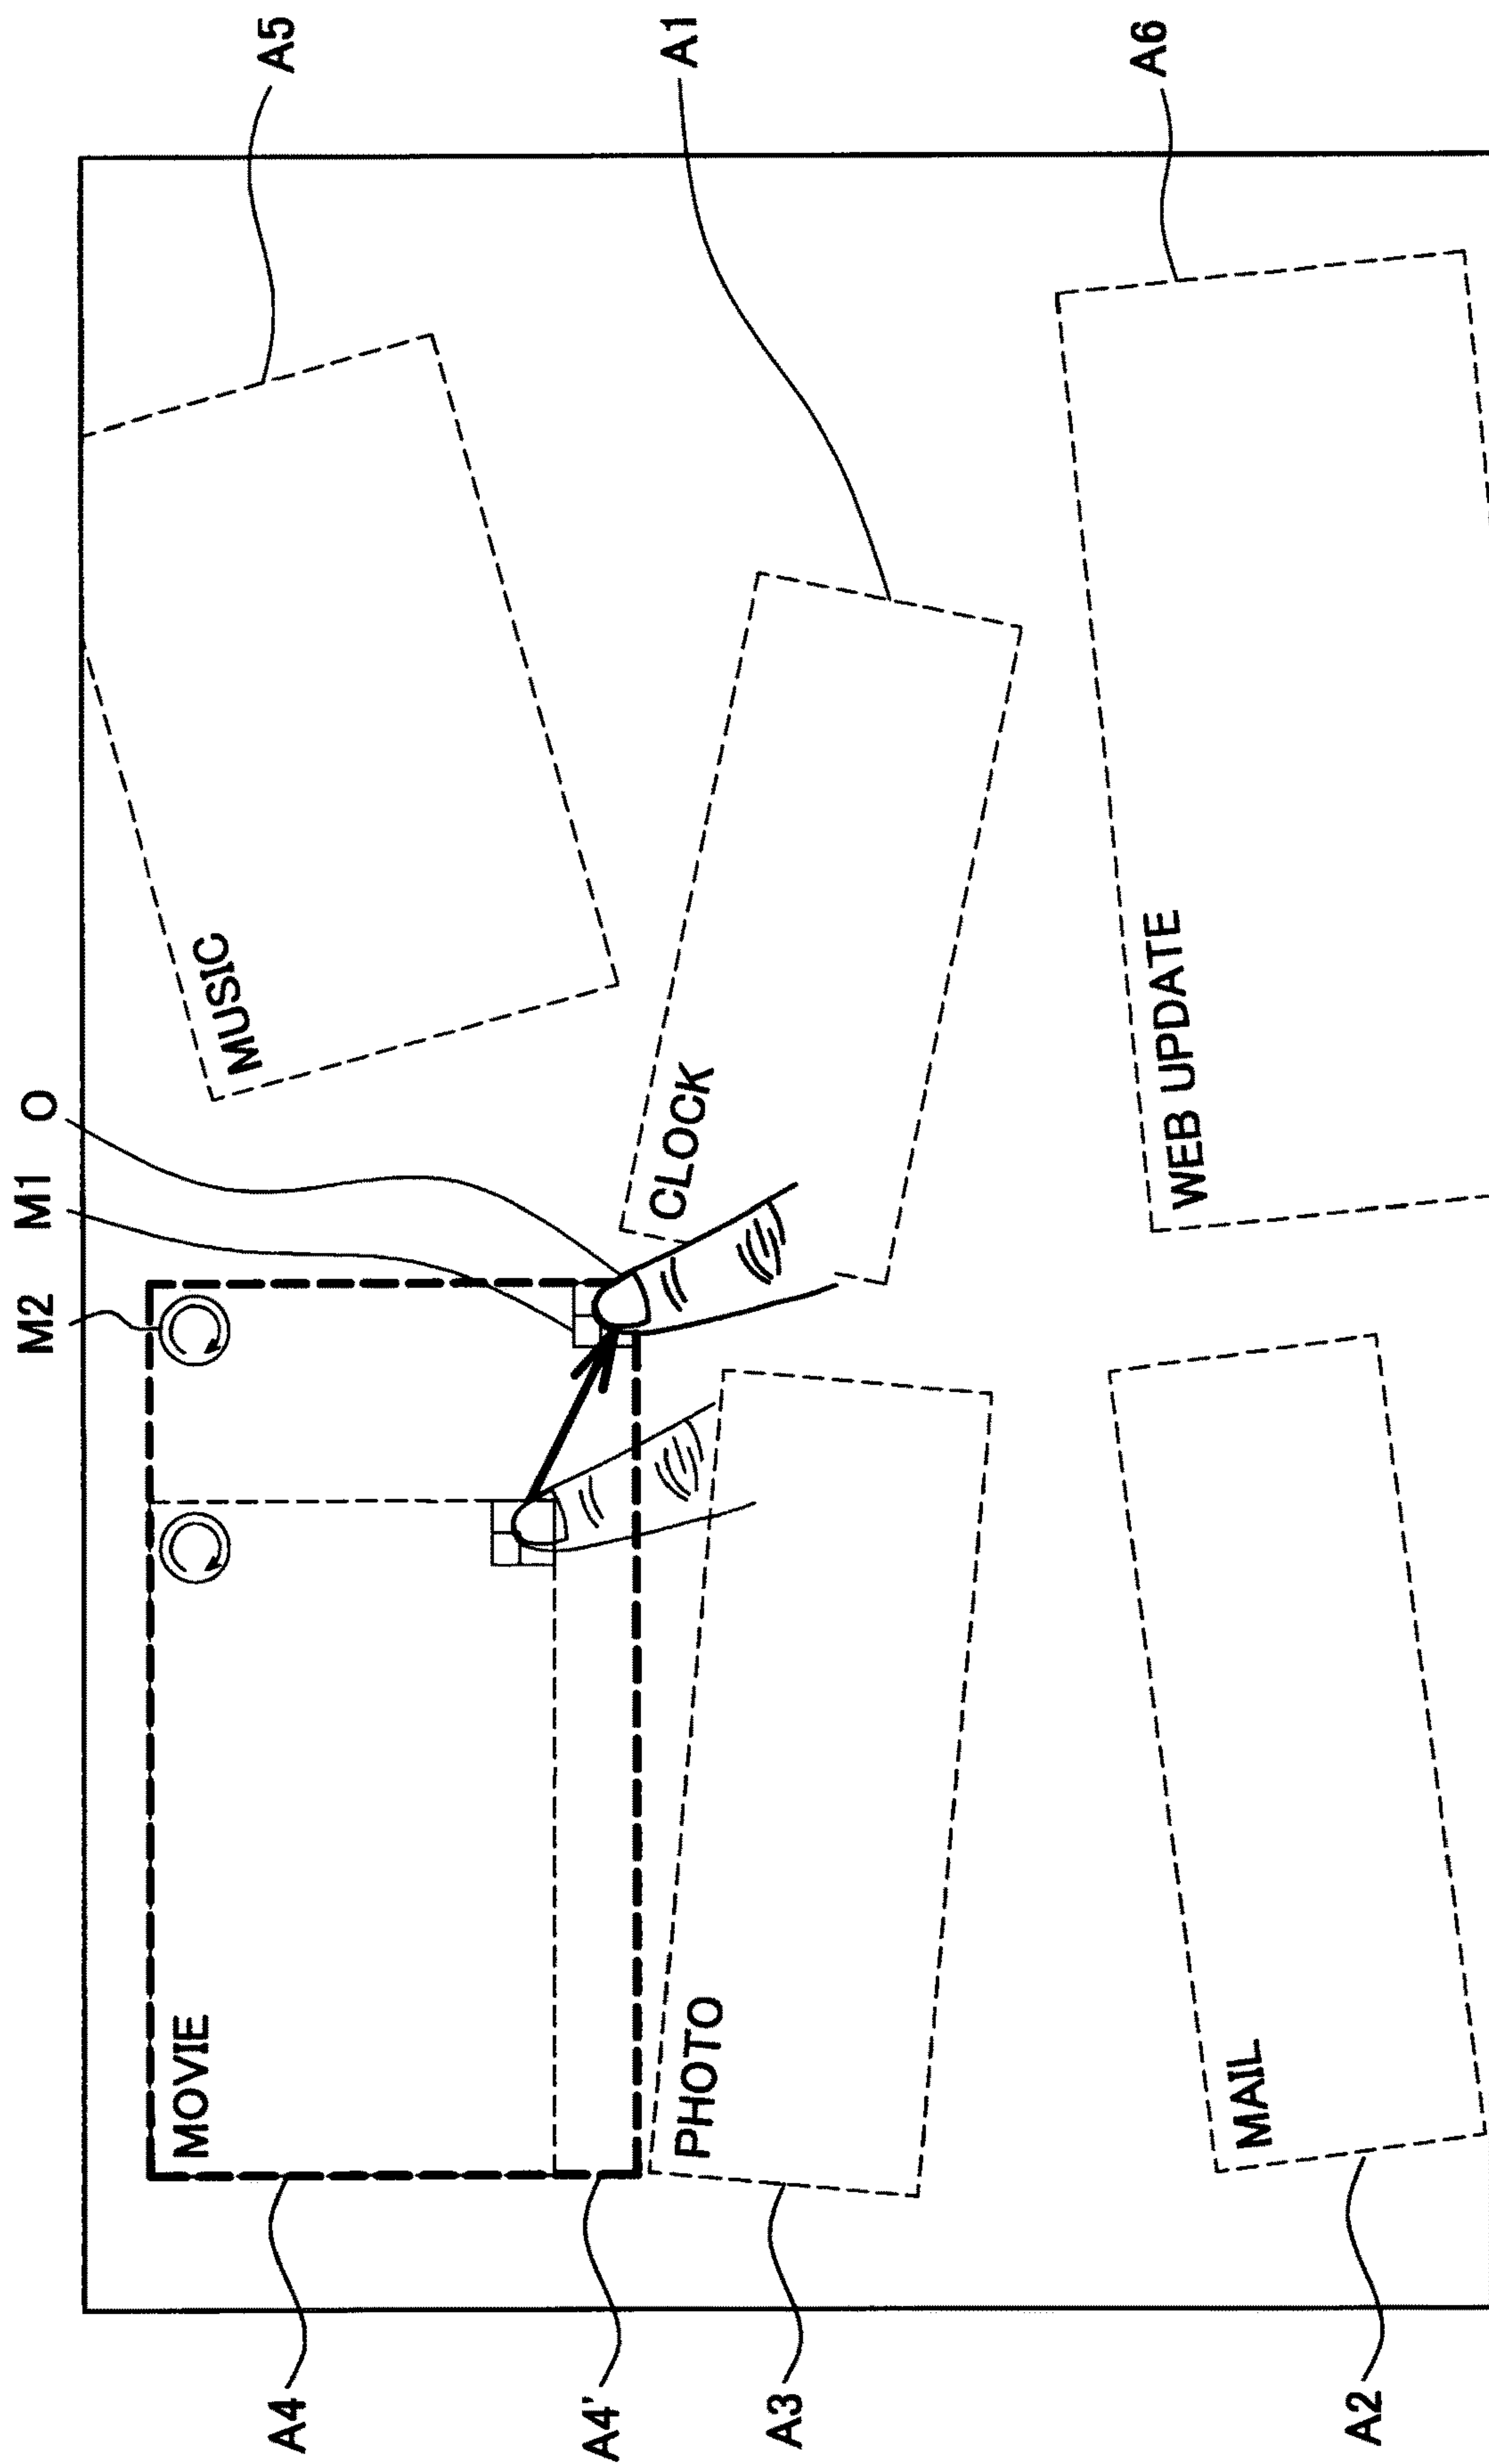 M2
M1
O
A4
MOVIE
MUSIC
A5
A4'
A3
PHOTO
CLOCK
A1
A2
MAIL
WEB UPDATE
A6